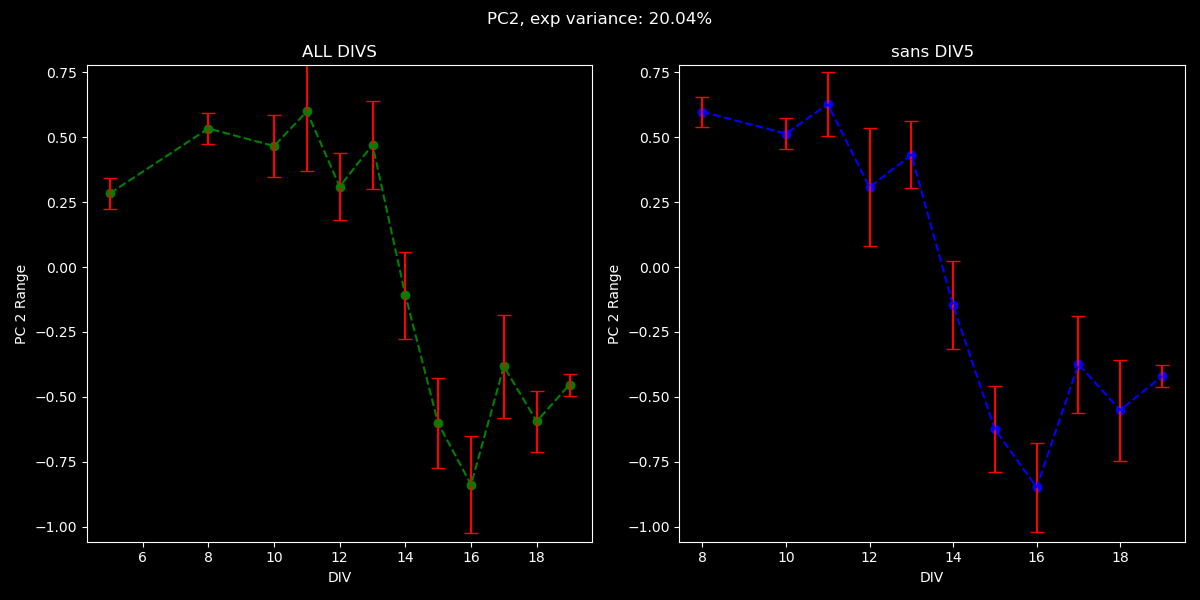 PC2, exp variance: 20.04%
ALL DIVS
0.75
0.50
0.25
0.00
−0.25
−0.50
−0.75
−1.00
PC 2 Range
6 8 10 12 14 16 18
DIV
sans DIV5
0.75
0.50
0.25
0.00
−0.25
−0.50
−0.75
−1.00
PC 2 Range
8 10 12 14 16 18
DIV